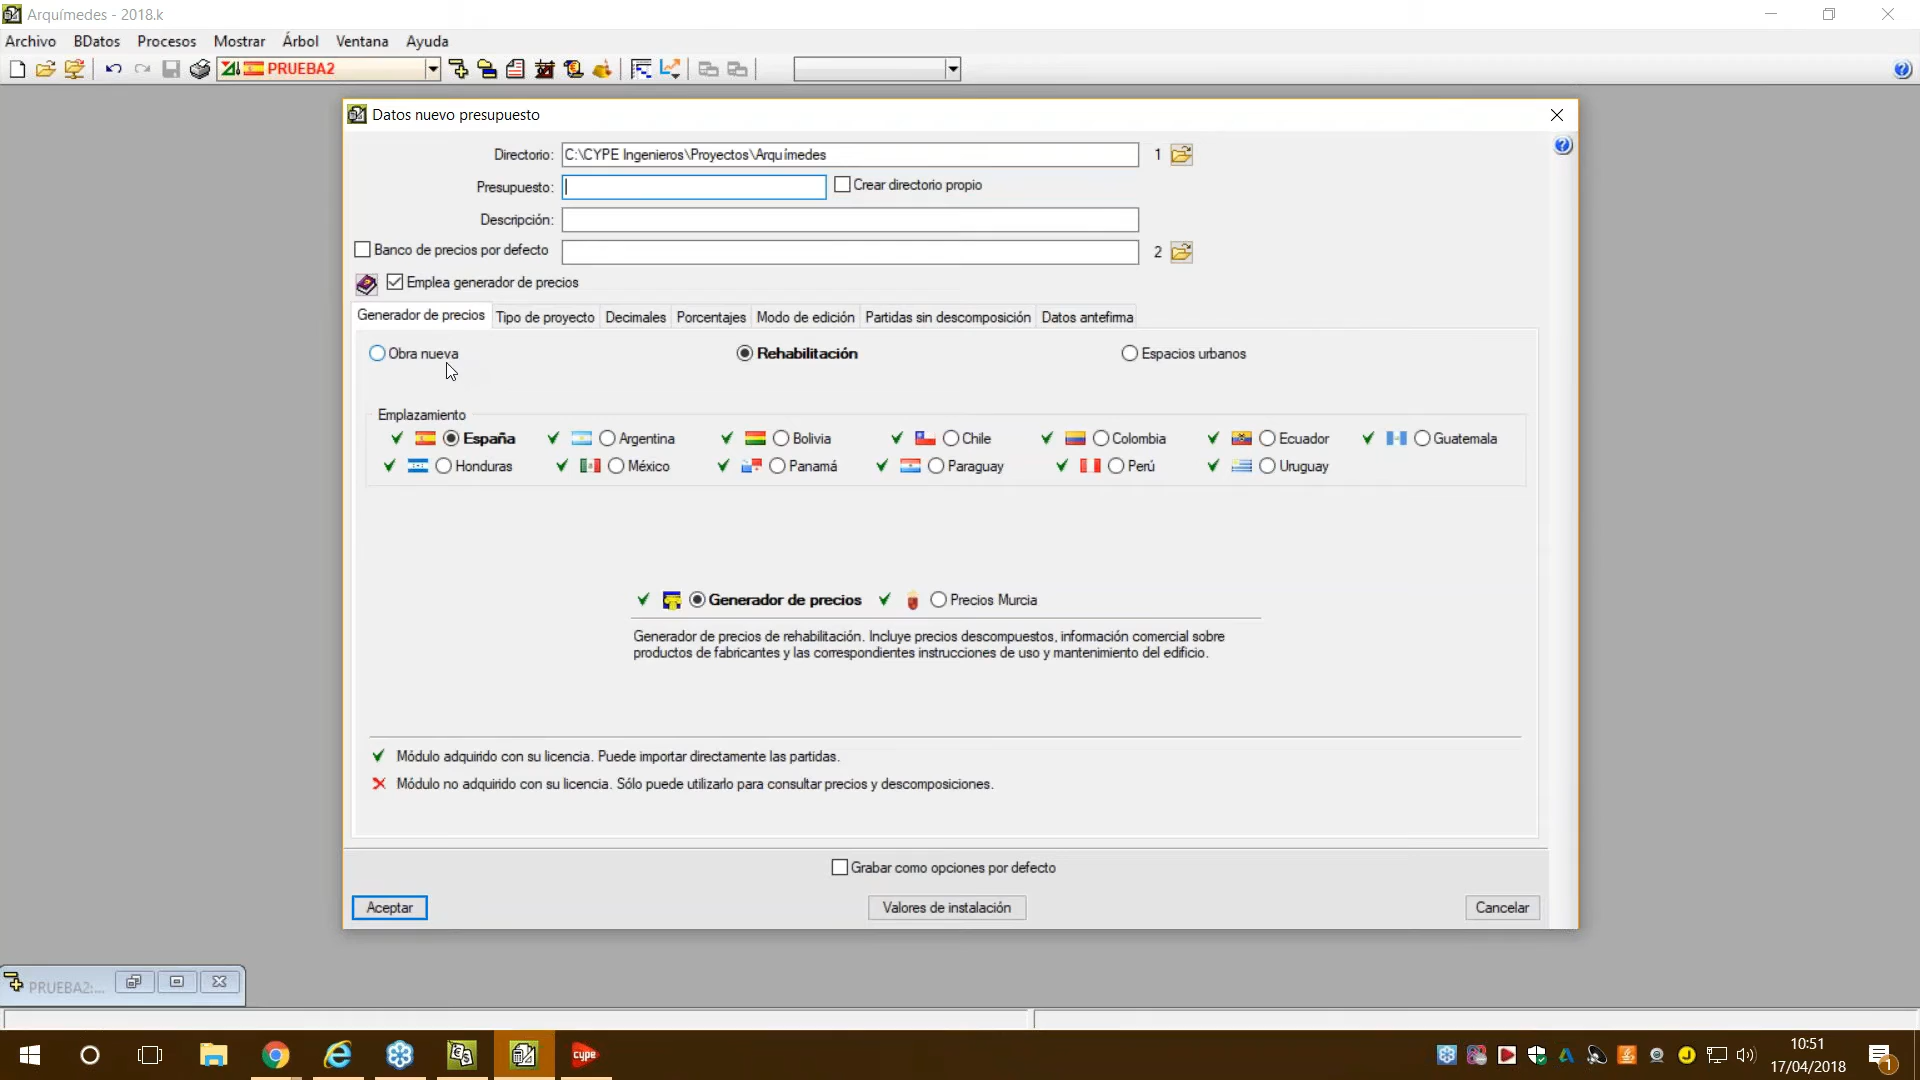 Arquímedes - 2018.k
Archivo BDatos Procesos Mostrar Árbol Ventana Ayuda
PRUEBA2
Datos nuevo presupuesto
Directorio: C:\CYPE Ingenieros\Proyectos\Arquímedes 1
Presupuesto: Crear directorio propio
Descripción:
Banco de precios por defecto 2
Emplea generador de precios
Generador de precios Tipo de proyecto Decimales Porcentajes Modo de edición Partidas sin descomposición Datos antefirma
Obra nueva Rehabilitación Espacios urbanos
Emplazamiento
España Argentina Bolivia Chile Colombia Ecuador Guatemala
Honduras México Panamá Paraguay Perú Uruguay
Generador de precios Precios Murcia
Generador de precios de rehabilitación. Incluye precios descompuestos, información comercial sobre
productos de fabricantes y las correspondientes instrucciones de uso y mantenimiento del edificio.
Módulo adquirido con su licencia. Puede importar directamente las partidas.
Módulo no adquirido con su licencia. Sólo puede utilizarlo para consultar precios y descomposiciones.
Grabar como opciones por defecto
Aceptar Valores de instalación Cancelar
PRUEBA2:...
cype
10:51
17/04/2018
1